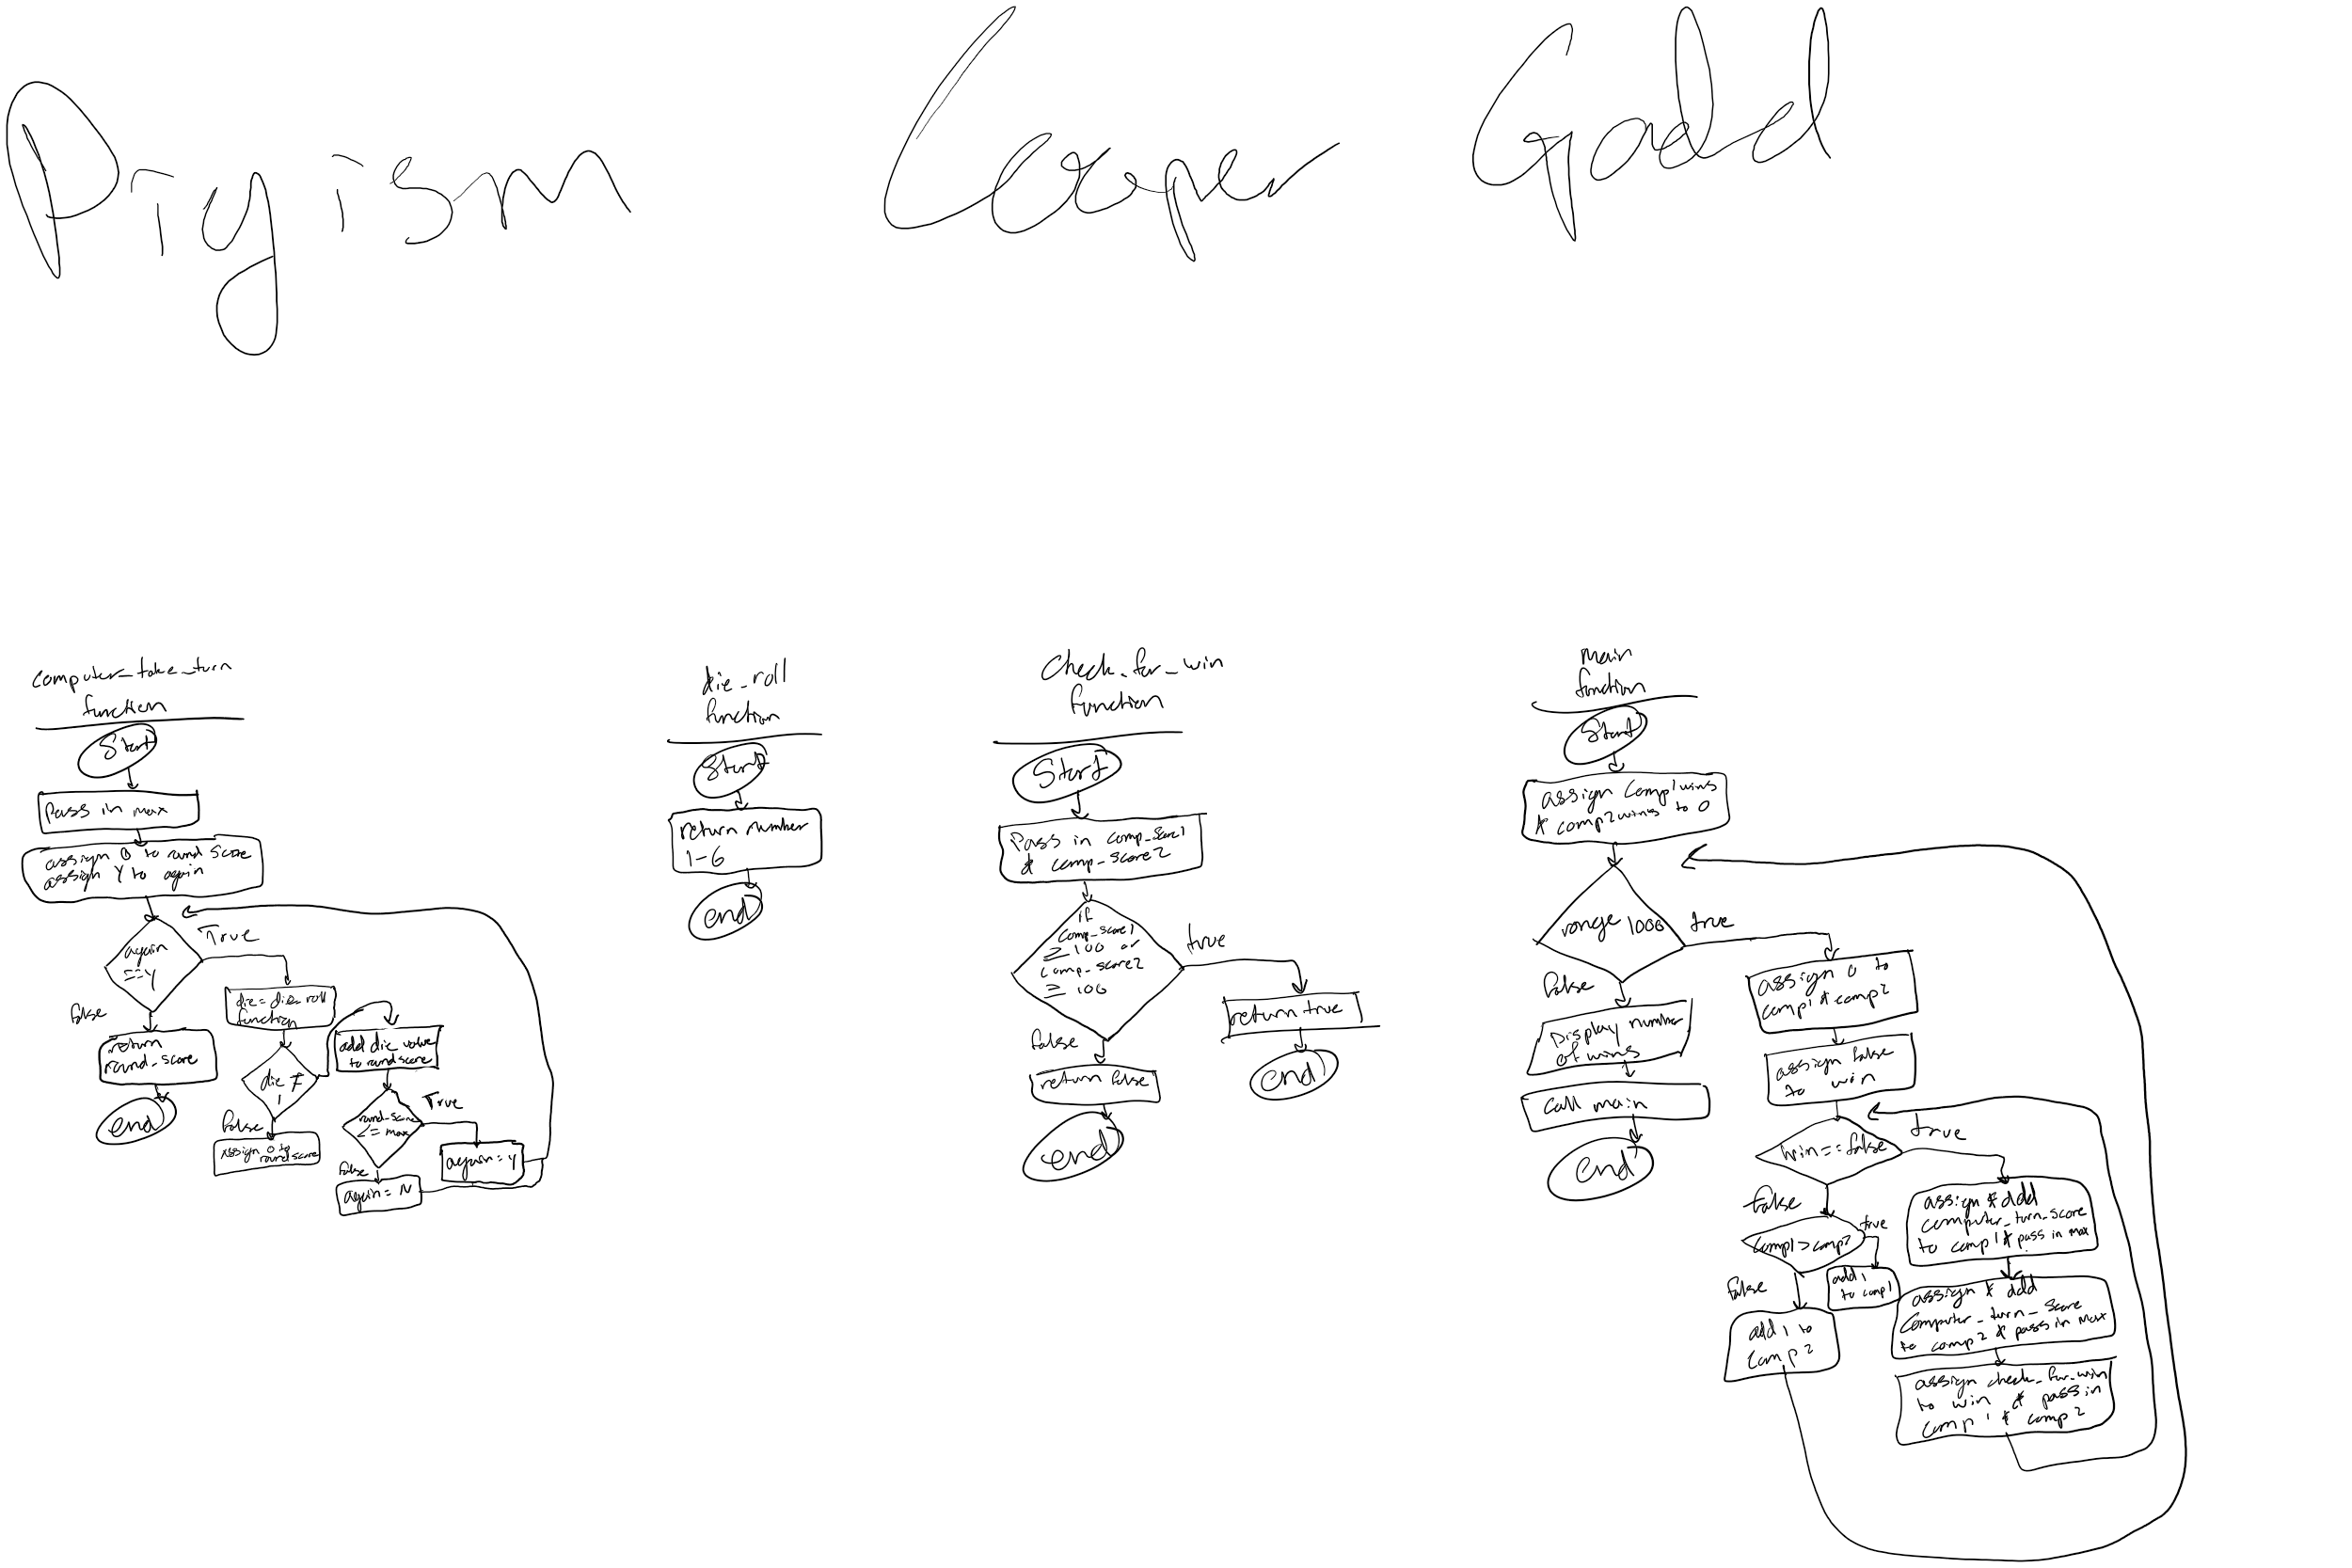 Pigism Cooper Gadd
computer_take_turn
function
Start
Pass in max
assign 0 to round score
assign Y to again
again
==y
True
false
return
round_score
end
die = die roll
function
die ≠
1
false
assign 0 to
round score
add die value
to round score
round_score
<= max
True
again = y
false
again = N
die_roll
function
Start
return number
1-6
end
Check_for_win
function
Start
Pass in comp_score1
& comp_score2
if
comp_score1
≥ 100 or
comp_score2
≥ 100
true
return true
end
false
return false
end
Main
function
Start
assign comp1wins
& comp2wins to 0
range 1000
true
false
Display number
of wins
call main
end
assign 0 to
comp1 & comp2
assign false
to win
win == false
true
false
comp1 > comp2
true
add 1
to comp1
false
add 1 to
comp2
assign & add
computer_turn_score
to comp1 & pass in max
assign & add
computer_turn_score
to comp2 & pass in max
assign check_for_win
to win & pass in
comp1 & comp2